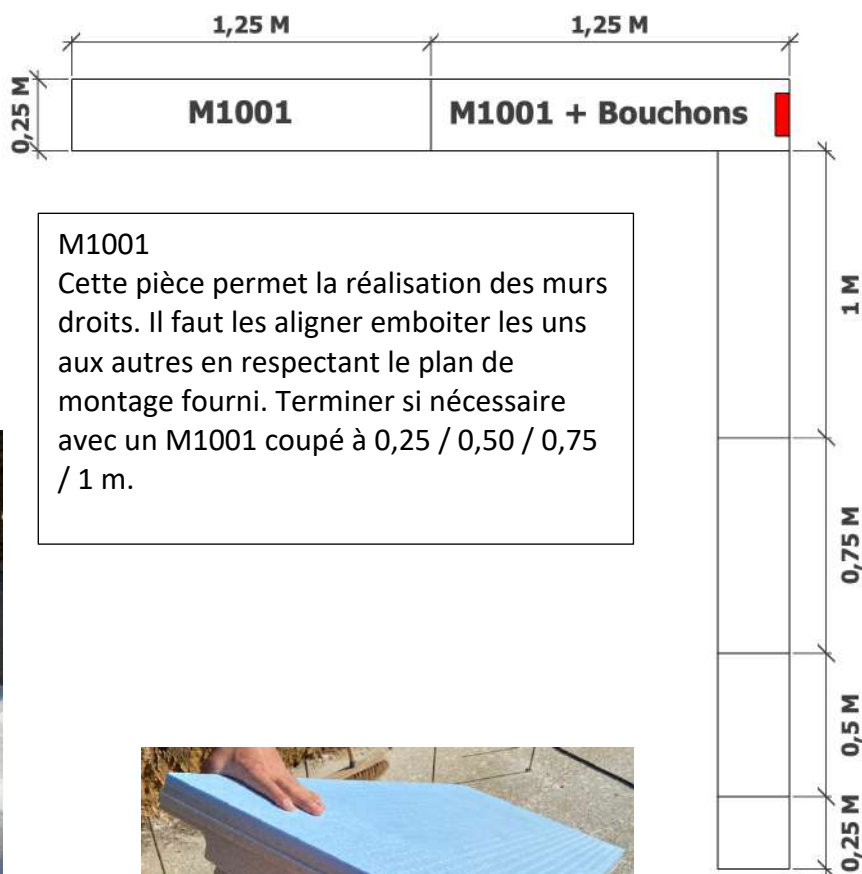 1,25 M
1,25 M
0,25 M
M1001
M1001 + Bouchons
M1001
Cette pièce permet la réalisation des murs
droits. Il faut les aligner emboiter les uns
aux autres en respectant le plan de
montage fourni. Terminer si nécessaire
avec un M1001 coupé à 0,25 / 0,50 / 0,75
/ 1 m.
1 M
0,75 M
0,5 M
0,25 M